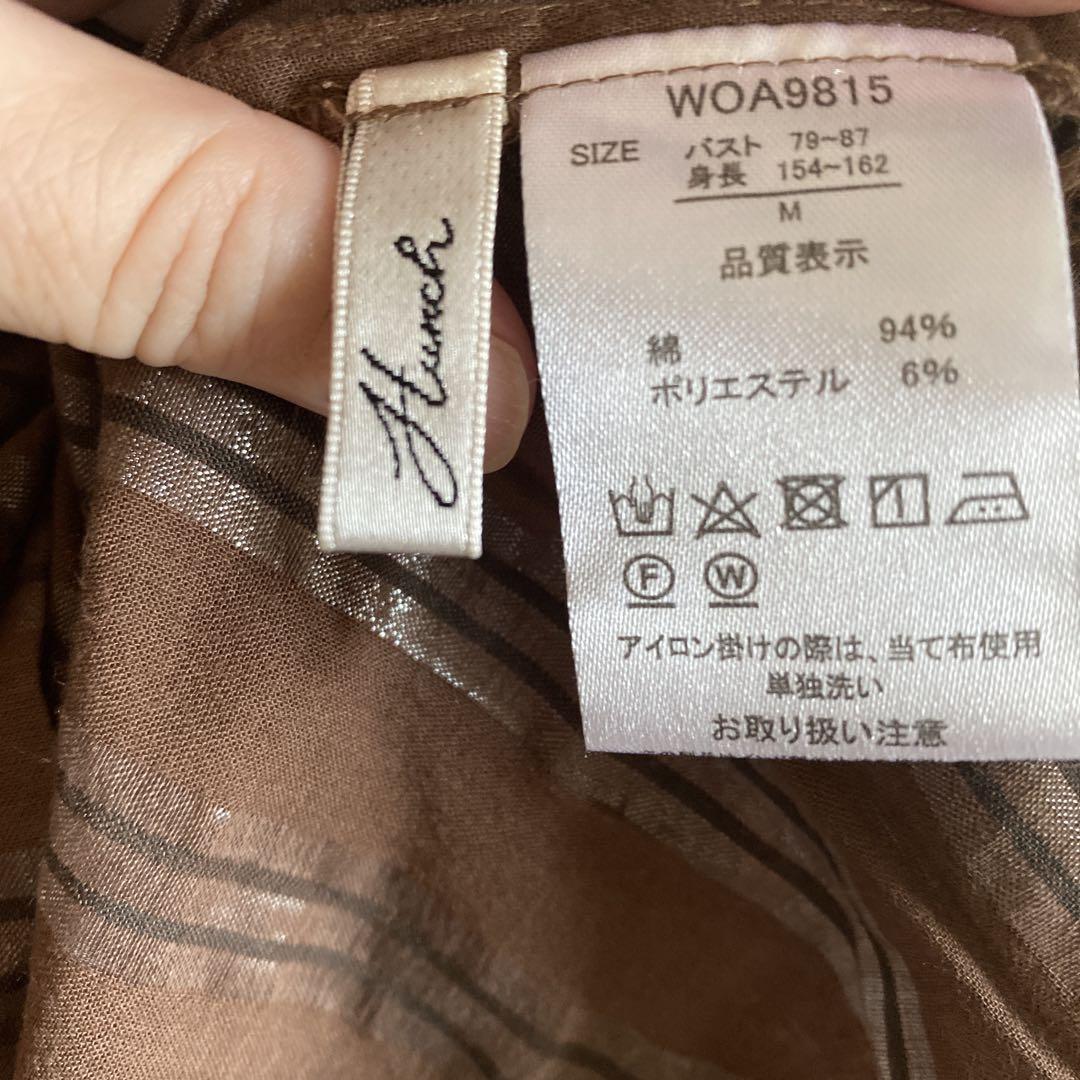 Hunch
WOA9815
SIZE バスト 79~87
身長 154~162
M
品質表示
綿 94%
ポリエステル 6%
1
F W
アイロン掛けの際は、当て布使用
単独洗い
お取り扱い注意